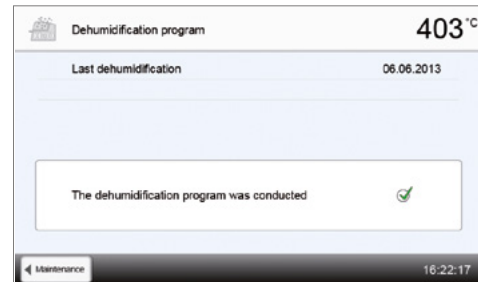 Dehumidification program 403°C
Last dehumidification 06.06.2013
The dehumidification program was conducted
Maintenance 16:22:17